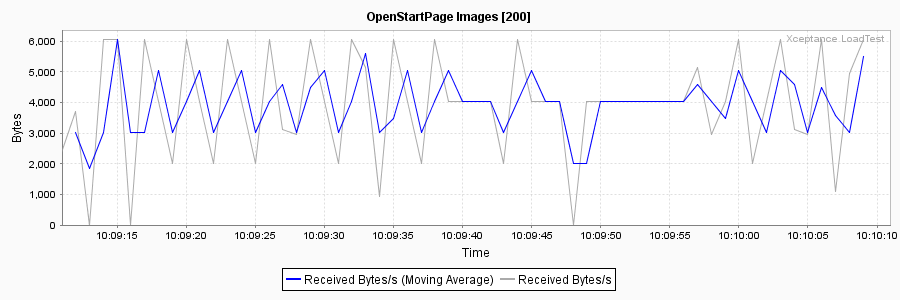 OpenStartPage Images [200]
Xceptance LoadTest
6,000
5,000
4,000
3,000
2,000
1,000
0
Bytes
10:09:15 10:09:20 10:09:25 10:09:30 10:09:35 10:09:40 10:09:45 10:09:50 10:09:55 10:10:00 10:10:05 10:10:10
Time
Received Bytes/s (Moving Average) Received Bytes/s